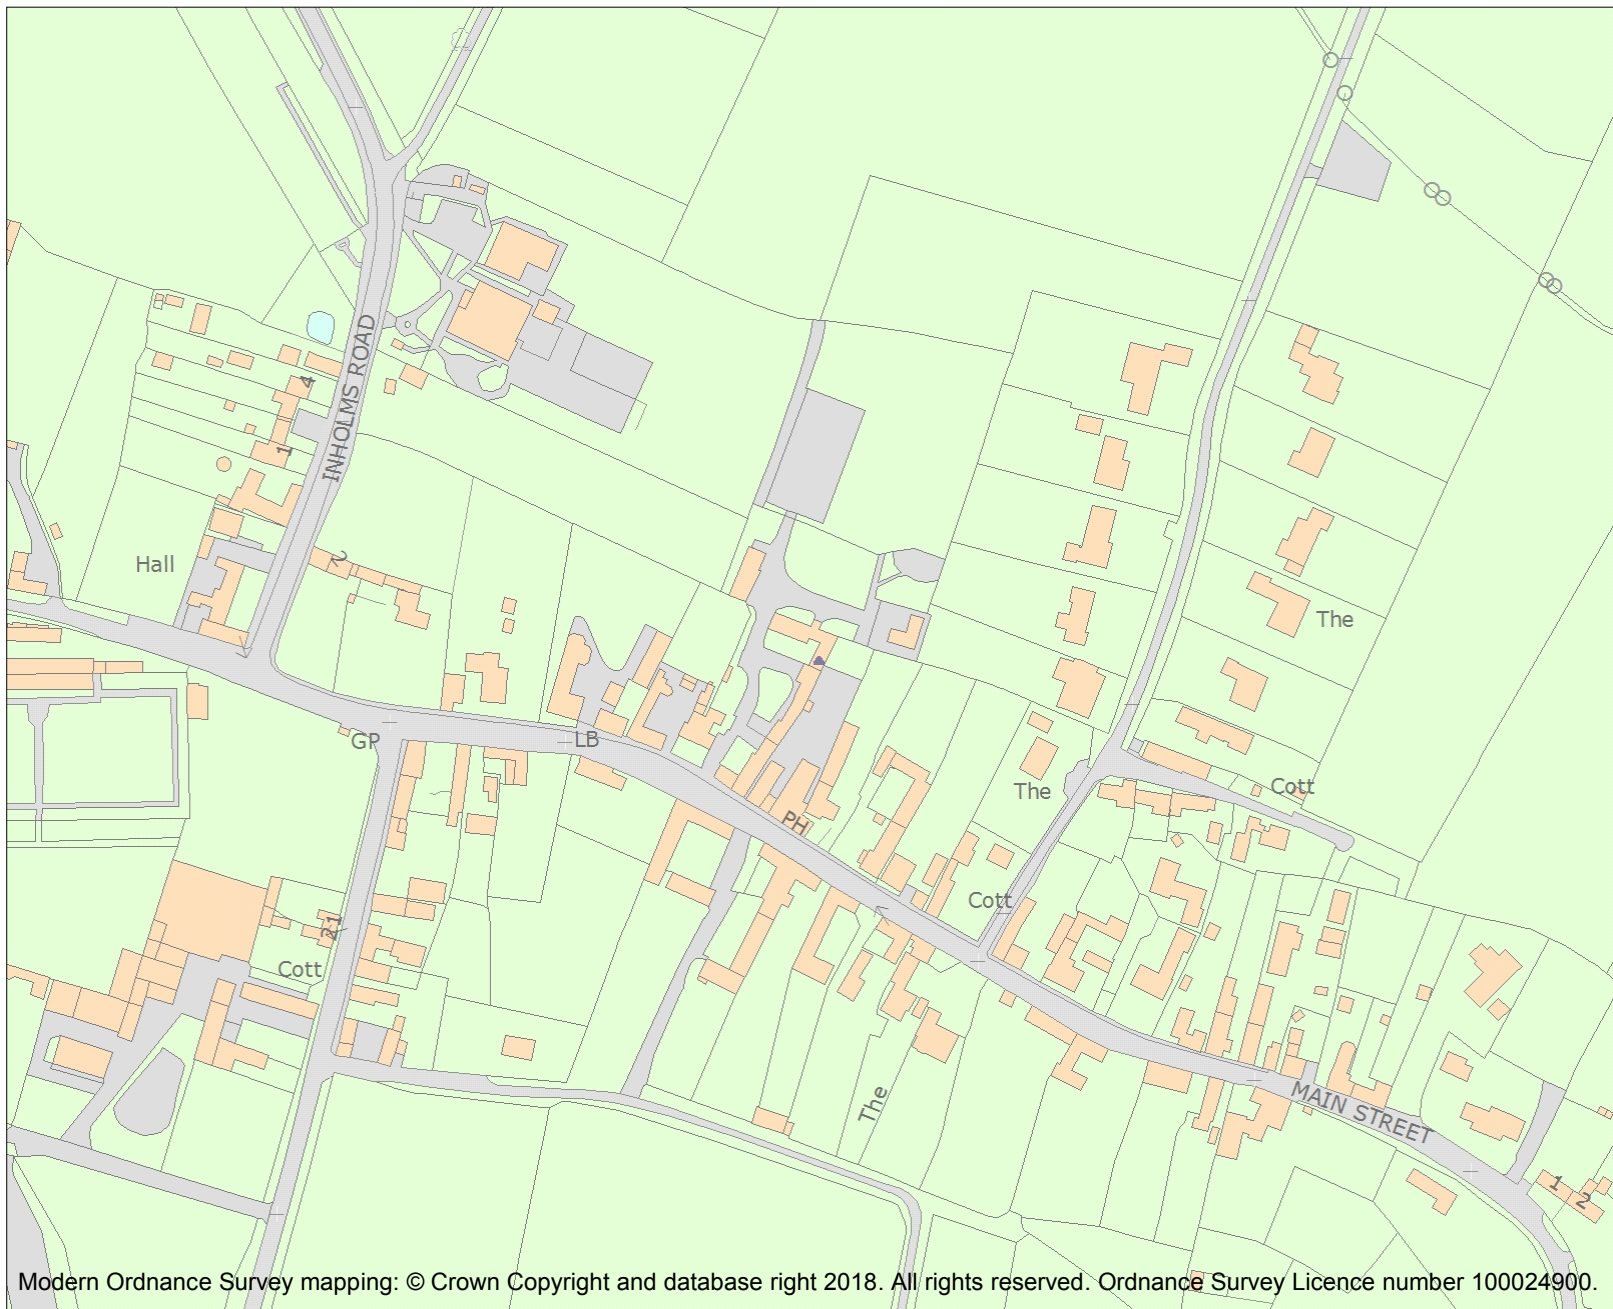 INHOLMS ROAD
4
1
Hall
2
The
GP
LB
Cott
The
PH
Cott
21
Cott
The
MAIN STREET
1
2
Modern Ordnance Survey mapping: © Crown Copyright and database right 2018. All rights reserved. Ordnance Survey Licence number 100024900.